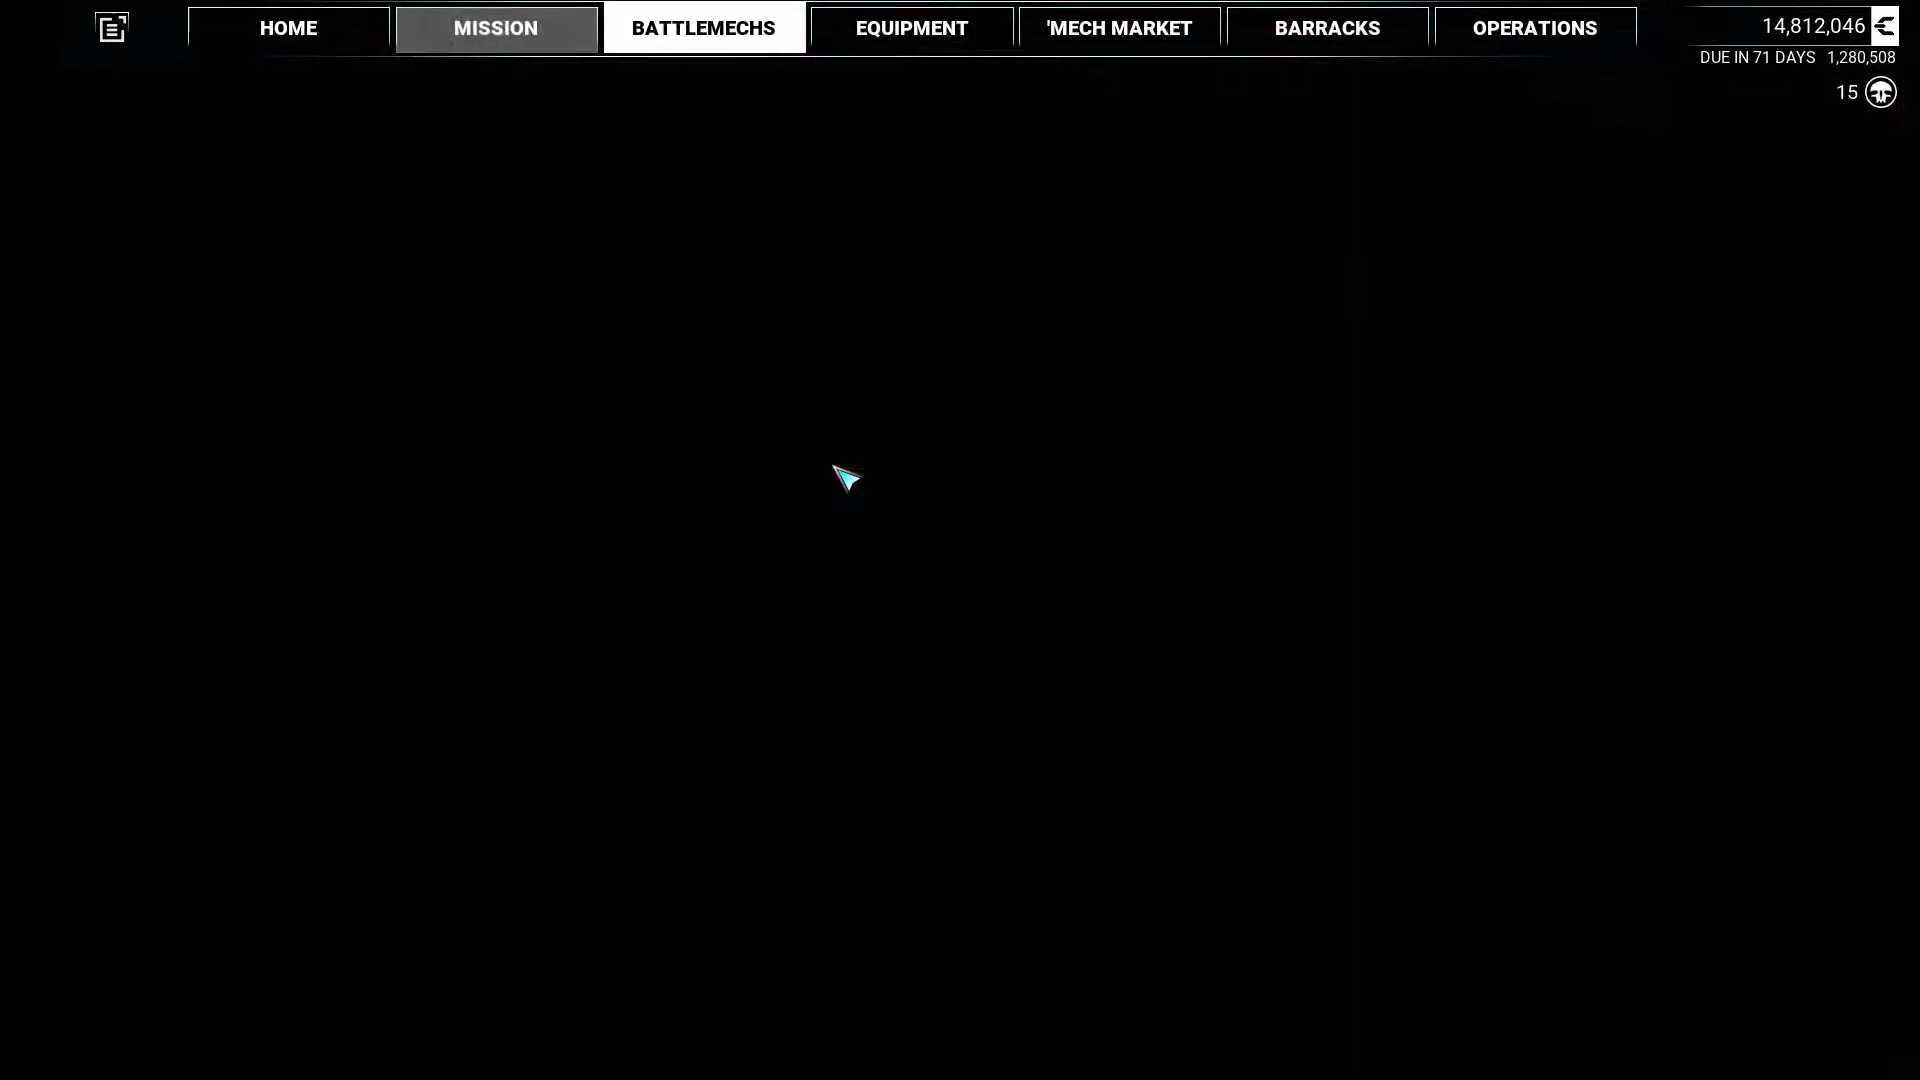 HOME
MISSION
BATTLEMECHS
EQUIPMENT
'MECH MARKET
BARRACKS
OPERATIONS
14,812,046
DUE IN 71 DAYS 1,280,508
15